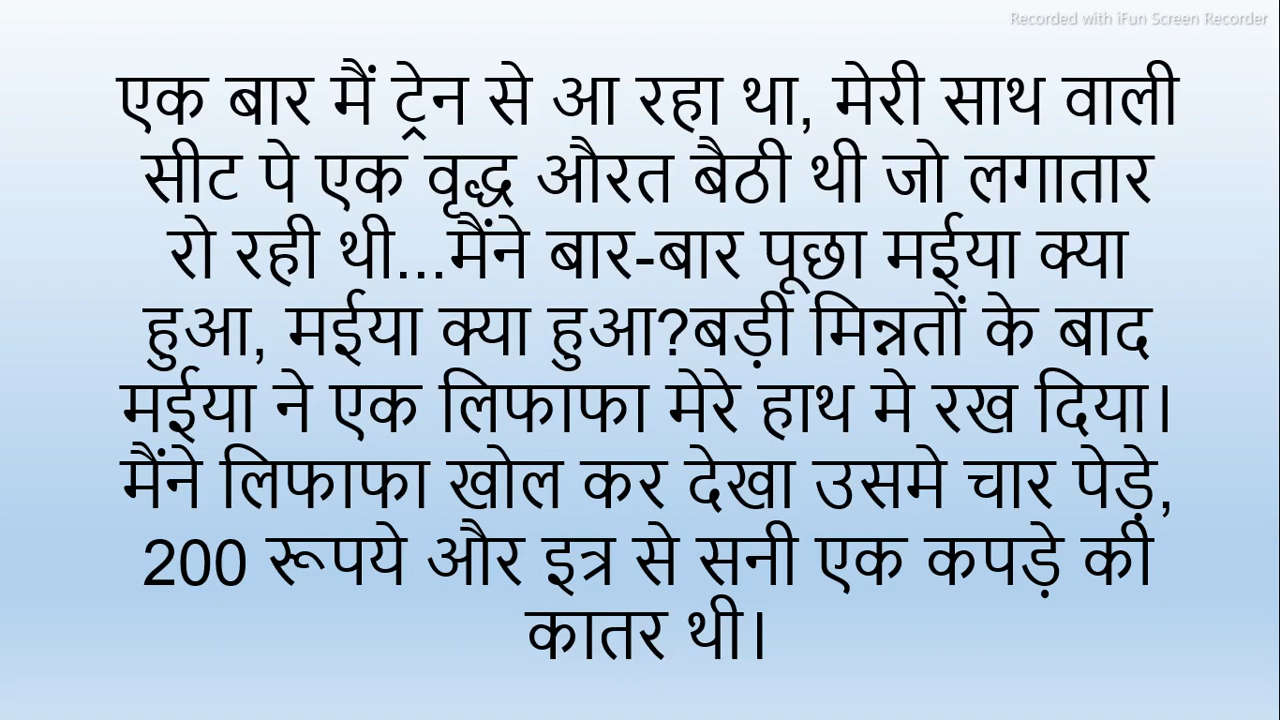 Recorded with iFun Screen Recorder
एक बार मैं ट्रेन से आ रहा था, मेरी साथ वाली
सीट पे एक वृद्ध औरत बैठी थी जो लगातार
रो रही थी...मैंने बार-बार पूछा मईया क्या
हुआ, मईया क्या हुआ?बड़ी मिन्नतों के बाद
मईया ने एक लिफाफा मेरे हाथ मे रख दिया।
मैंने लिफाफा खोल कर देखा उसमे चार पेड़े,
200 रूपये और इत्र से सनी एक कपड़े की
कातर थी।